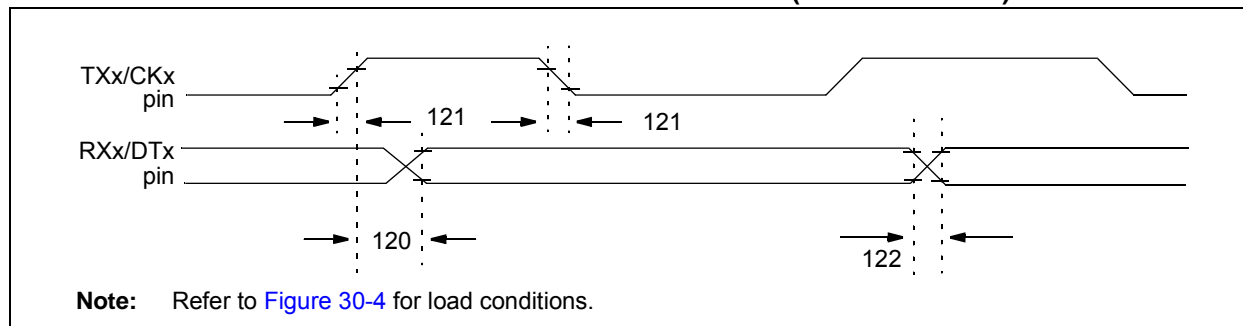 TXx/CKx
pin
121
121
RXx/DTx
pin
120
122
Note: Refer to Figure 30-4 for load conditions.